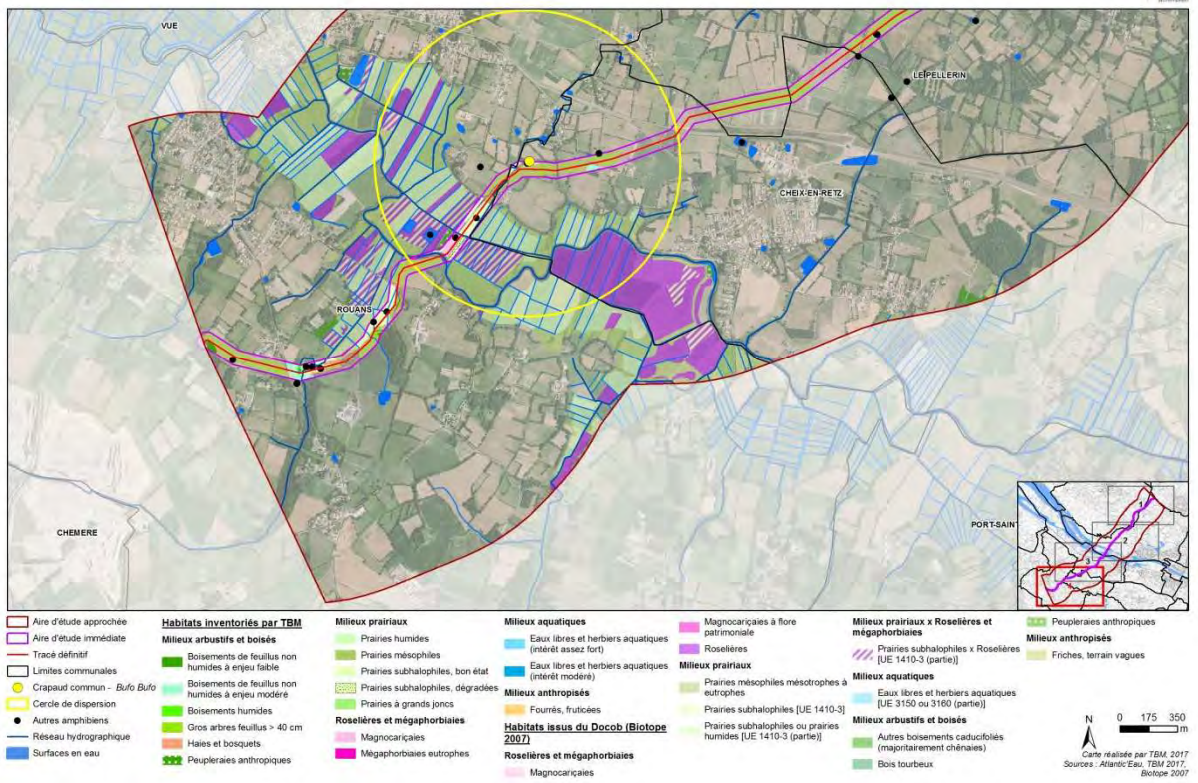 VUE
LE PELLERIN
CHEIX-EN-RETZ
ROUANS
CHEMERE
PORT-SAINT
1
2
3
Aire d'étude approchée
Aire d'étude immédiate
Tracé définitif
Limites communales
Crapaud commun - Bufo Bufo
Cercle de dispersion
Autres amphibiens
Réseau hydrographique
Surfaces en eau
Habitats inventoriés par TBM
Milieux arbustifs et boisés
Boisements de feuillus non
humides à enjeu faible
Boisements de feuillus non
humides à enjeu modéré
Boisements humides
Gros arbres feuillus > 40 cm
Haies et bosquets
Peupleraies anthropiques
Milieux prairiaux
Prairies humides
Prairies mésophiles
Prairies subhalophiles, bon état
Prairies subhalophiles, dégradées
Prairies à grands joncs
Roselières et mégaphorbiaies
Magnocariçaies
Mégaphorbiaies eutrophes
Milieux aquatiques
Eaux libres et herbiers aquatiques
(intérêt assez fort)
Eaux libres et herbiers aquatiques
(intérêt modéré)
Milieux anthropisés
Fourrés, fruticées
Habitats issus du Docob (Biotope
2007)
Roselières et mégaphorbiaies
Magnocariçaies
Magnocariçaies à flore
patrimoniale
Roselières
Milieux prairiaux
Prairies mésophiles mésotrophes à
eutrophes
Prairies subhalophiles [UE 1410-3]
Prairies subhalophiles ou prairies
humides [UE 1410-3 (partie)]
Milieux prairiaux x Roselières et
mégaphorbiaies
Prairies subhalophiles x Roselières
[UE 1410-3 (partie)]
Milieux aquatiques
Eaux libres et herbiers aquatiques
[UE 3150 ou 3160 (partie)]
Milieux arbustifs et boisés
Autres boisements caducifoliés
(majoritairement chênaies)
Bois tourbeux
Peupleraies anthropiques
Milieux anthropisés
Friches, terrain vagues
N
0 175 350
m
Carte réalisée par TBM, 2017
Sources : Atlantic'Eau, TBM 2017,
Biotope 2007